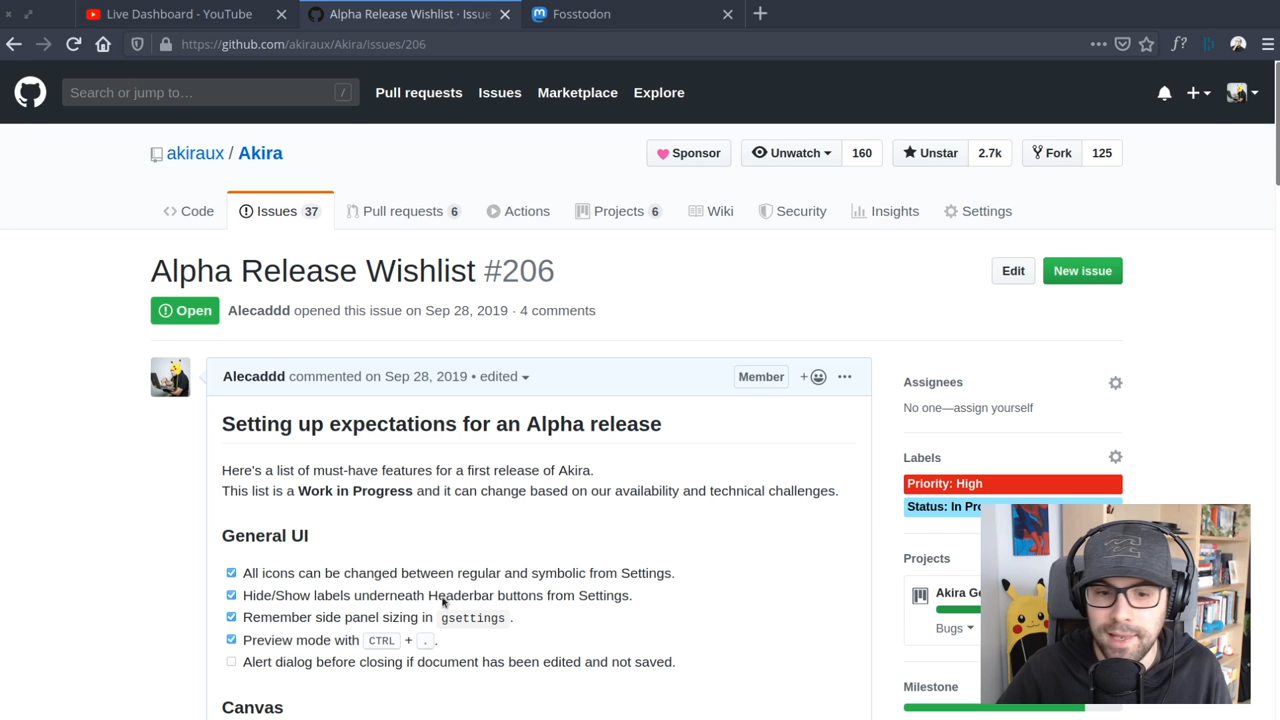 Live Dashboard - YouTube
Alpha Release Wishlist · Issue
Fosstodon
https://github.com/akiraux/Akira/issues/206
Search or jump to… /
Pull requests Issues Marketplace Explore
akiraux / Akira
Sponsor Unwatch 160 Unstar 2.7k Fork 125
Code Issues 37 Pull requests 6 Actions Projects 6 Wiki Security Insights Settings
Alpha Release Wishlist #206
Edit New issue
Open Alecaddd opened this issue on Sep 28, 2019 · 4 comments
Alecaddd commented on Sep 28, 2019 • edited Member
Setting up expectations for an Alpha release
Here's a list of must-have features for a first release of Akira.
This list is a Work in Progress and it can change based on our availability and technical challenges.
General UI
All icons can be changed between regular and symbolic from Settings.
Hide/Show labels underneath Headerbar buttons from Settings.
Remember side panel sizing in gsettings.
Preview mode with CTRL + . .
Alert dialog before closing if document has been edited and not saved.
Canvas
Assignees
No one—assign yourself
Labels
Priority: High
Status: In Pro
Projects
Akira Ge
Bugs
Milestone